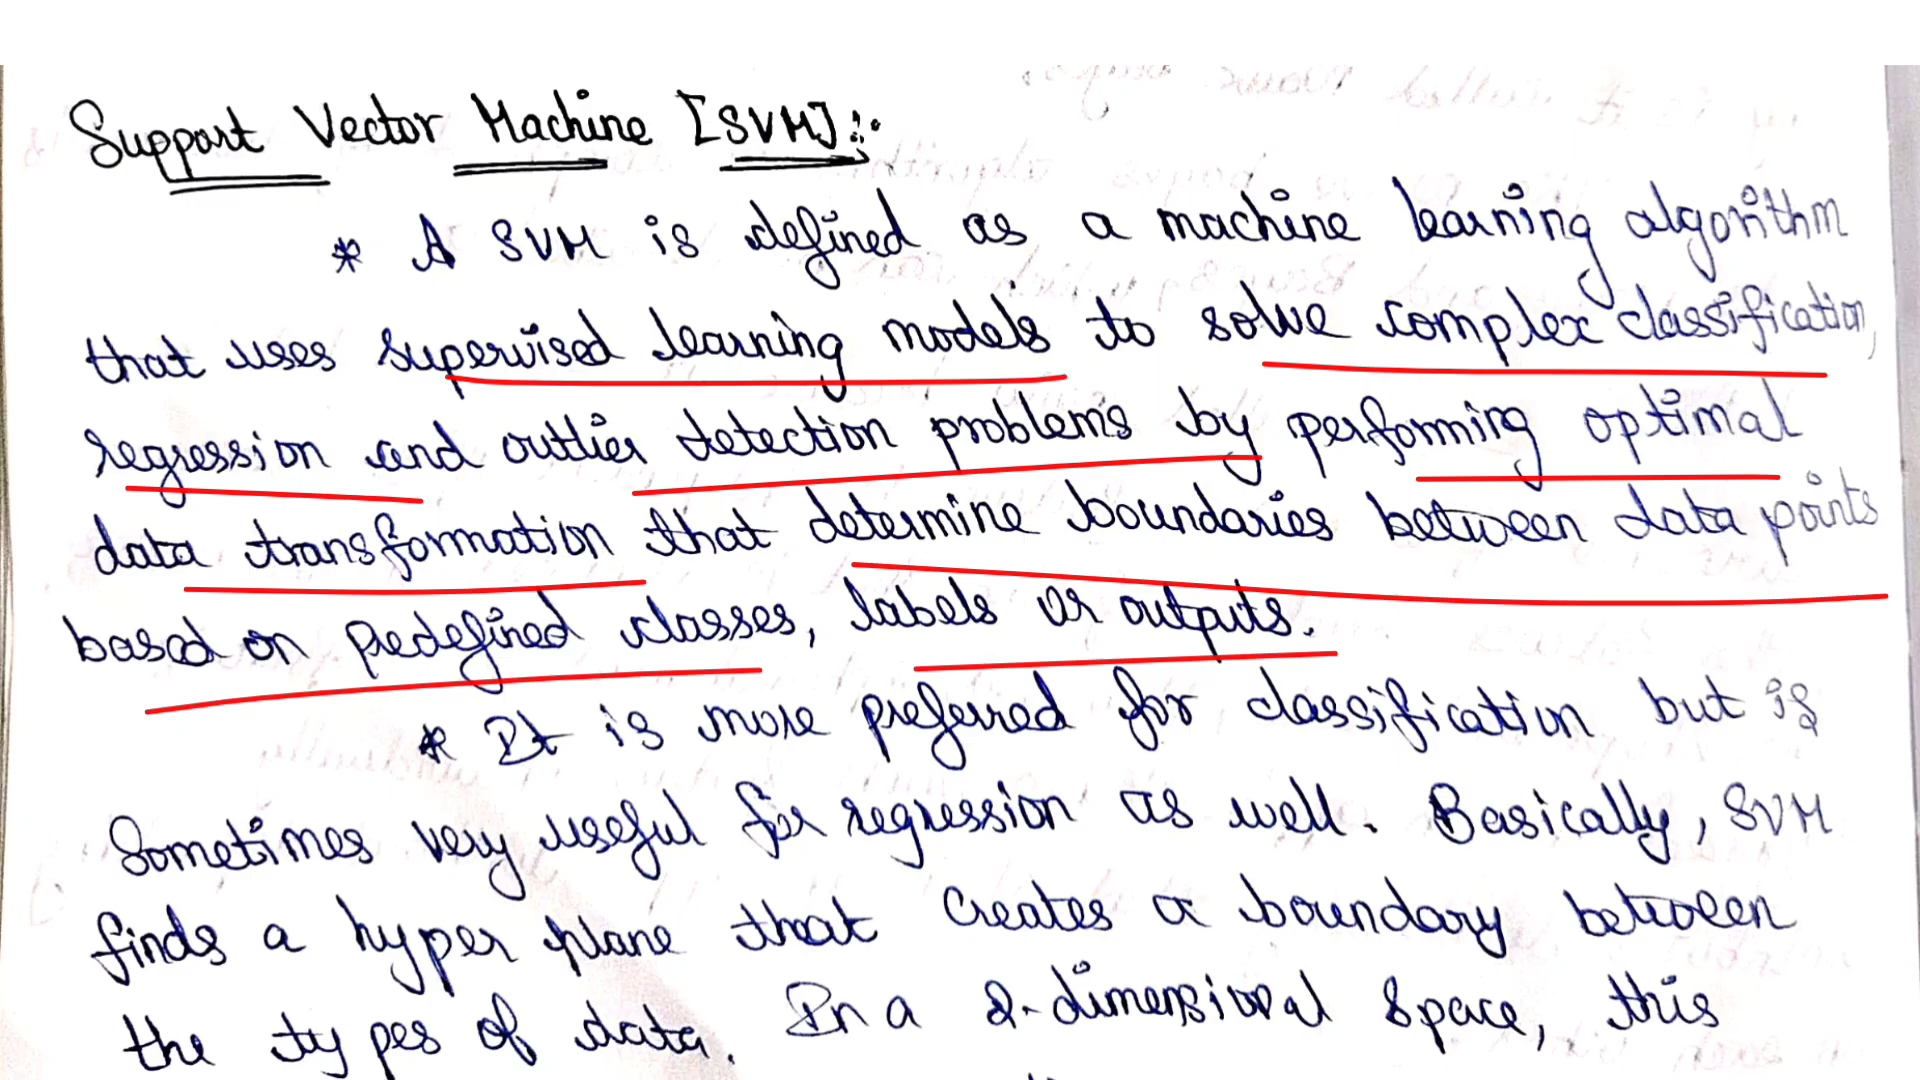 Support Vector Machine [SVM]:-
* A SVM is defined as a machine learning algorithm
that uses supervised learning models to solve complex classification,
regression and outlier detection problems by performing optimal
data transformation that determine boundaries between data points
based on predefined classes, labels or outputs.
* It is more preferred for classification but is
Sometimes very useful for regression as well. Basically, SVM
finds a hyper plane that creates a boundary between
the types of data. In a 2-dimensional space, this